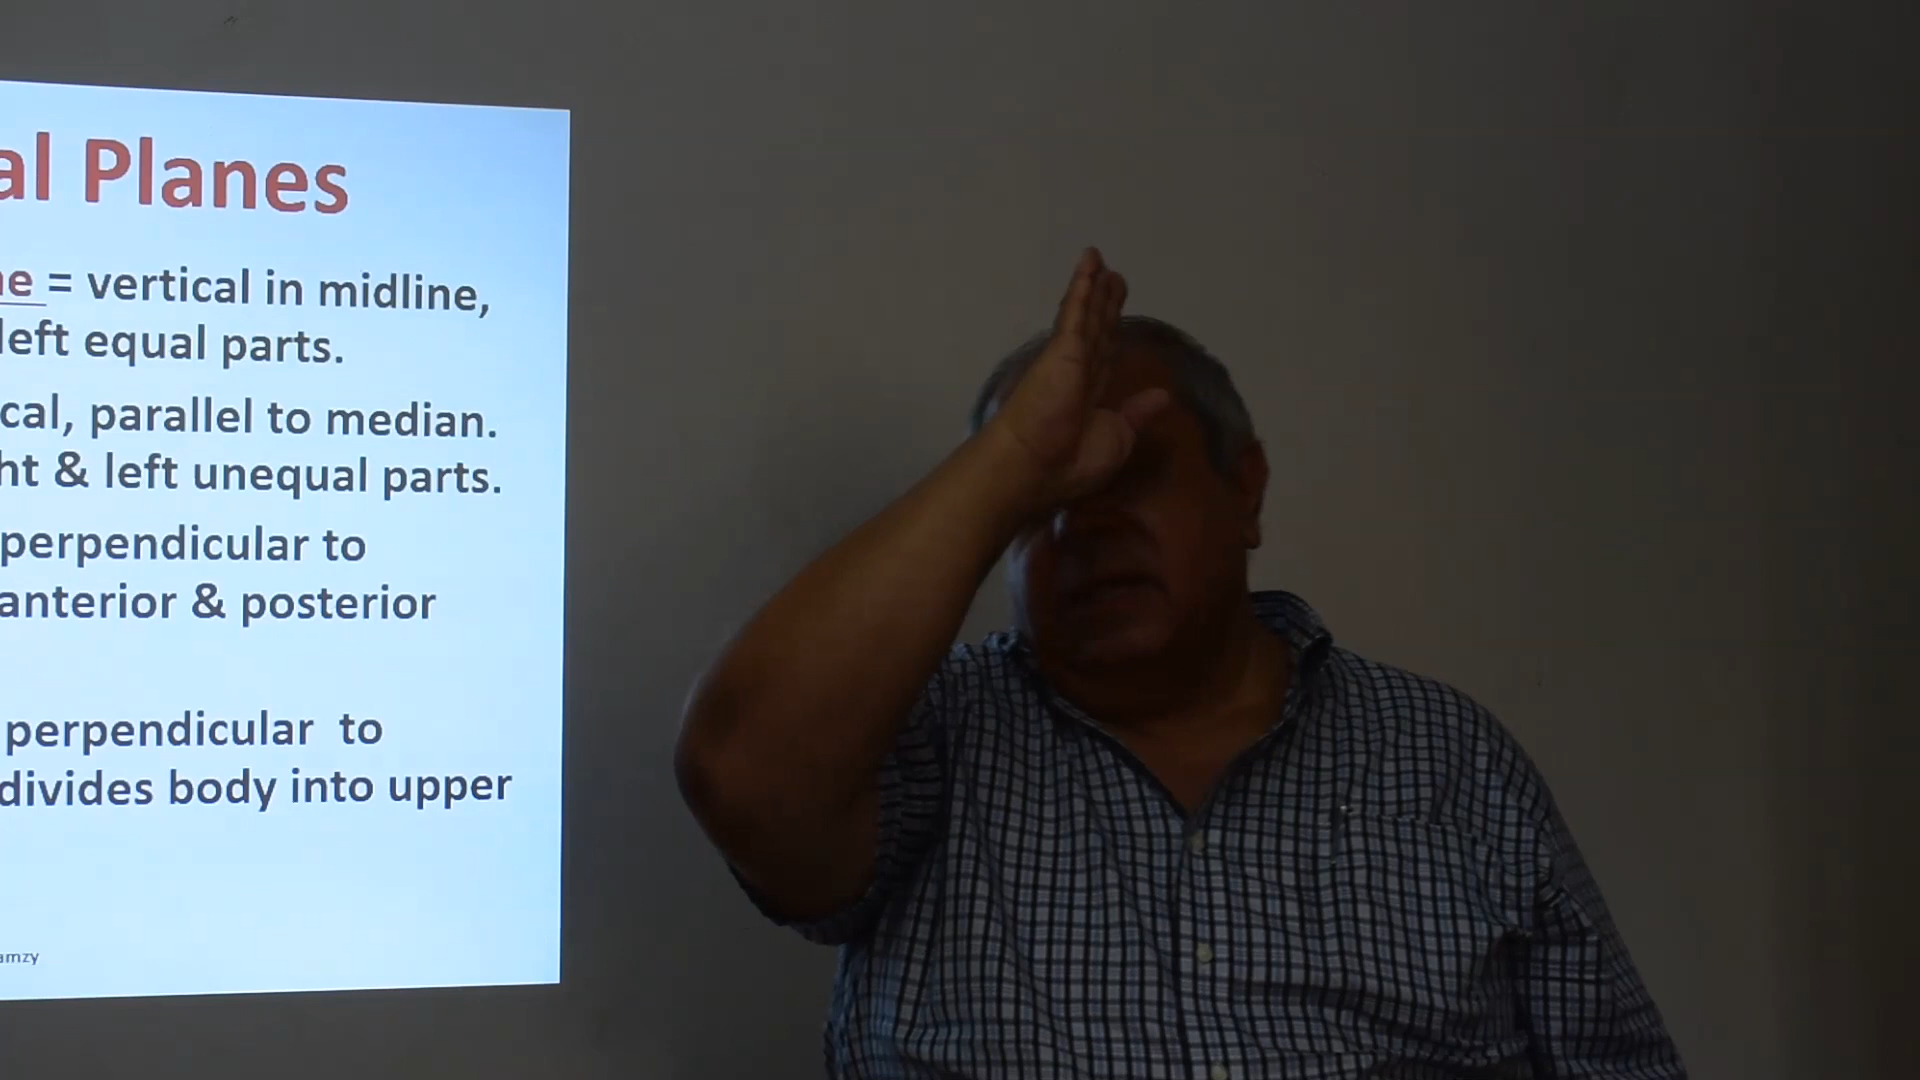 al Planes
ne = vertical in midline,
left equal parts.
cal, parallel to median.
ht & left unequal parts.
perpendicular to
anterior & posterior
perpendicular to
divides body into upper
amzy